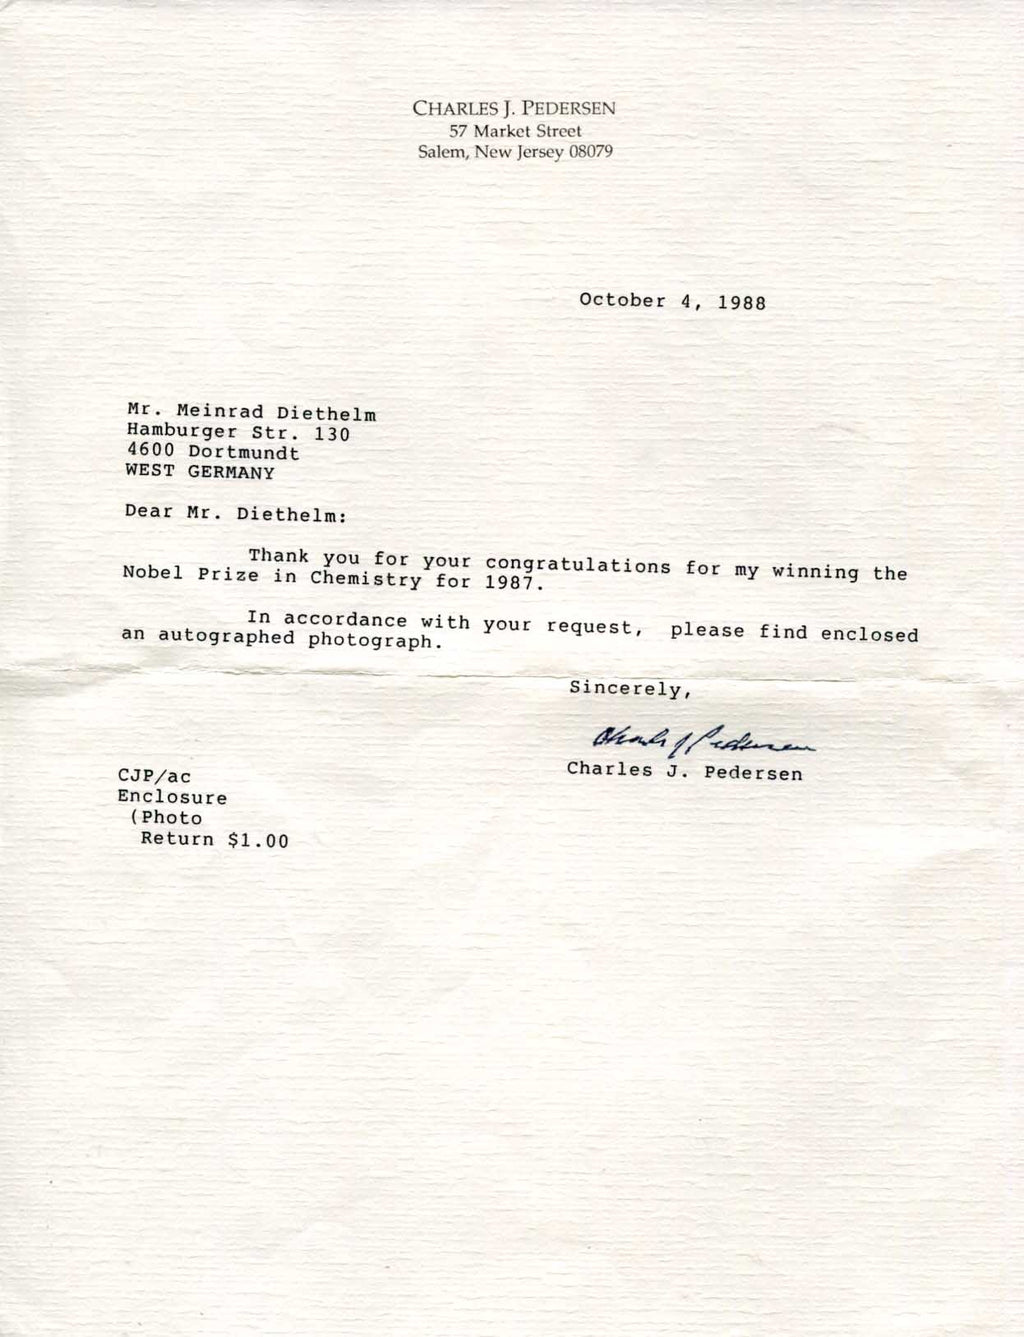 CHARLES J. PEDERSEN
57 Market Street
Salem, New Jersey 08079
October 4, 1988
Mr. Meinrad Diethelm
Hamburger Str. 130
4600 Dortmundt
WEST GERMANY
Dear Mr. Diethelm:
Thank you for your congratulations for my winning the
Nobel Prize in Chemistry for 1987.
In accordance with your request, please find enclosed
an autographed photograph.
Sincerely,
Charles J Pedersen
Charles J. Pedersen
CJP/ac
Enclosure
(Photo
Return $1.00